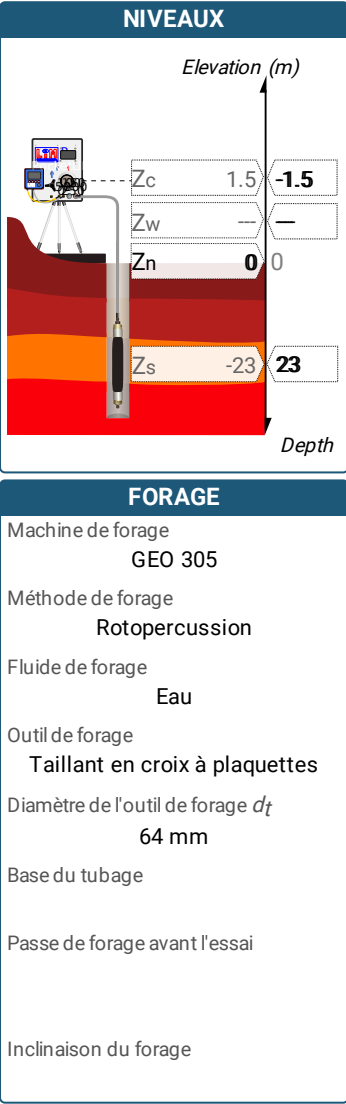 NIVEAUX
Elevation (m)
LIM
Zc 1.5 -1.5
Zw --- ---
Zn 0 0
Zs -23 23
Depth
FORAGE
Machine de forage
GEO 305
Méthode de forage
Rotopercussion
Fluide de forage
Eau
Outil de forage
Taillant en croix à plaquettes
Diamètre de l'outil de forage dt
64 mm
Base du tubage
Passe de forage avant l'essai
Inclinaison du forage